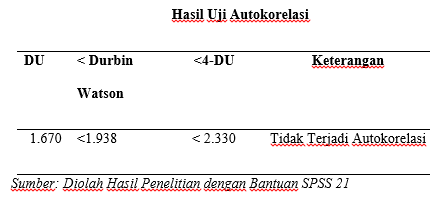 Hasil Uji Autokorelasi
DU < Durbin Watson <4-DU Keterangan
1.670 <1.938 < 2.330 Tidak Terjadi Autokorelasi
Sumber: Diolah Hasil Penelitian dengan Bantuan SPSS 21